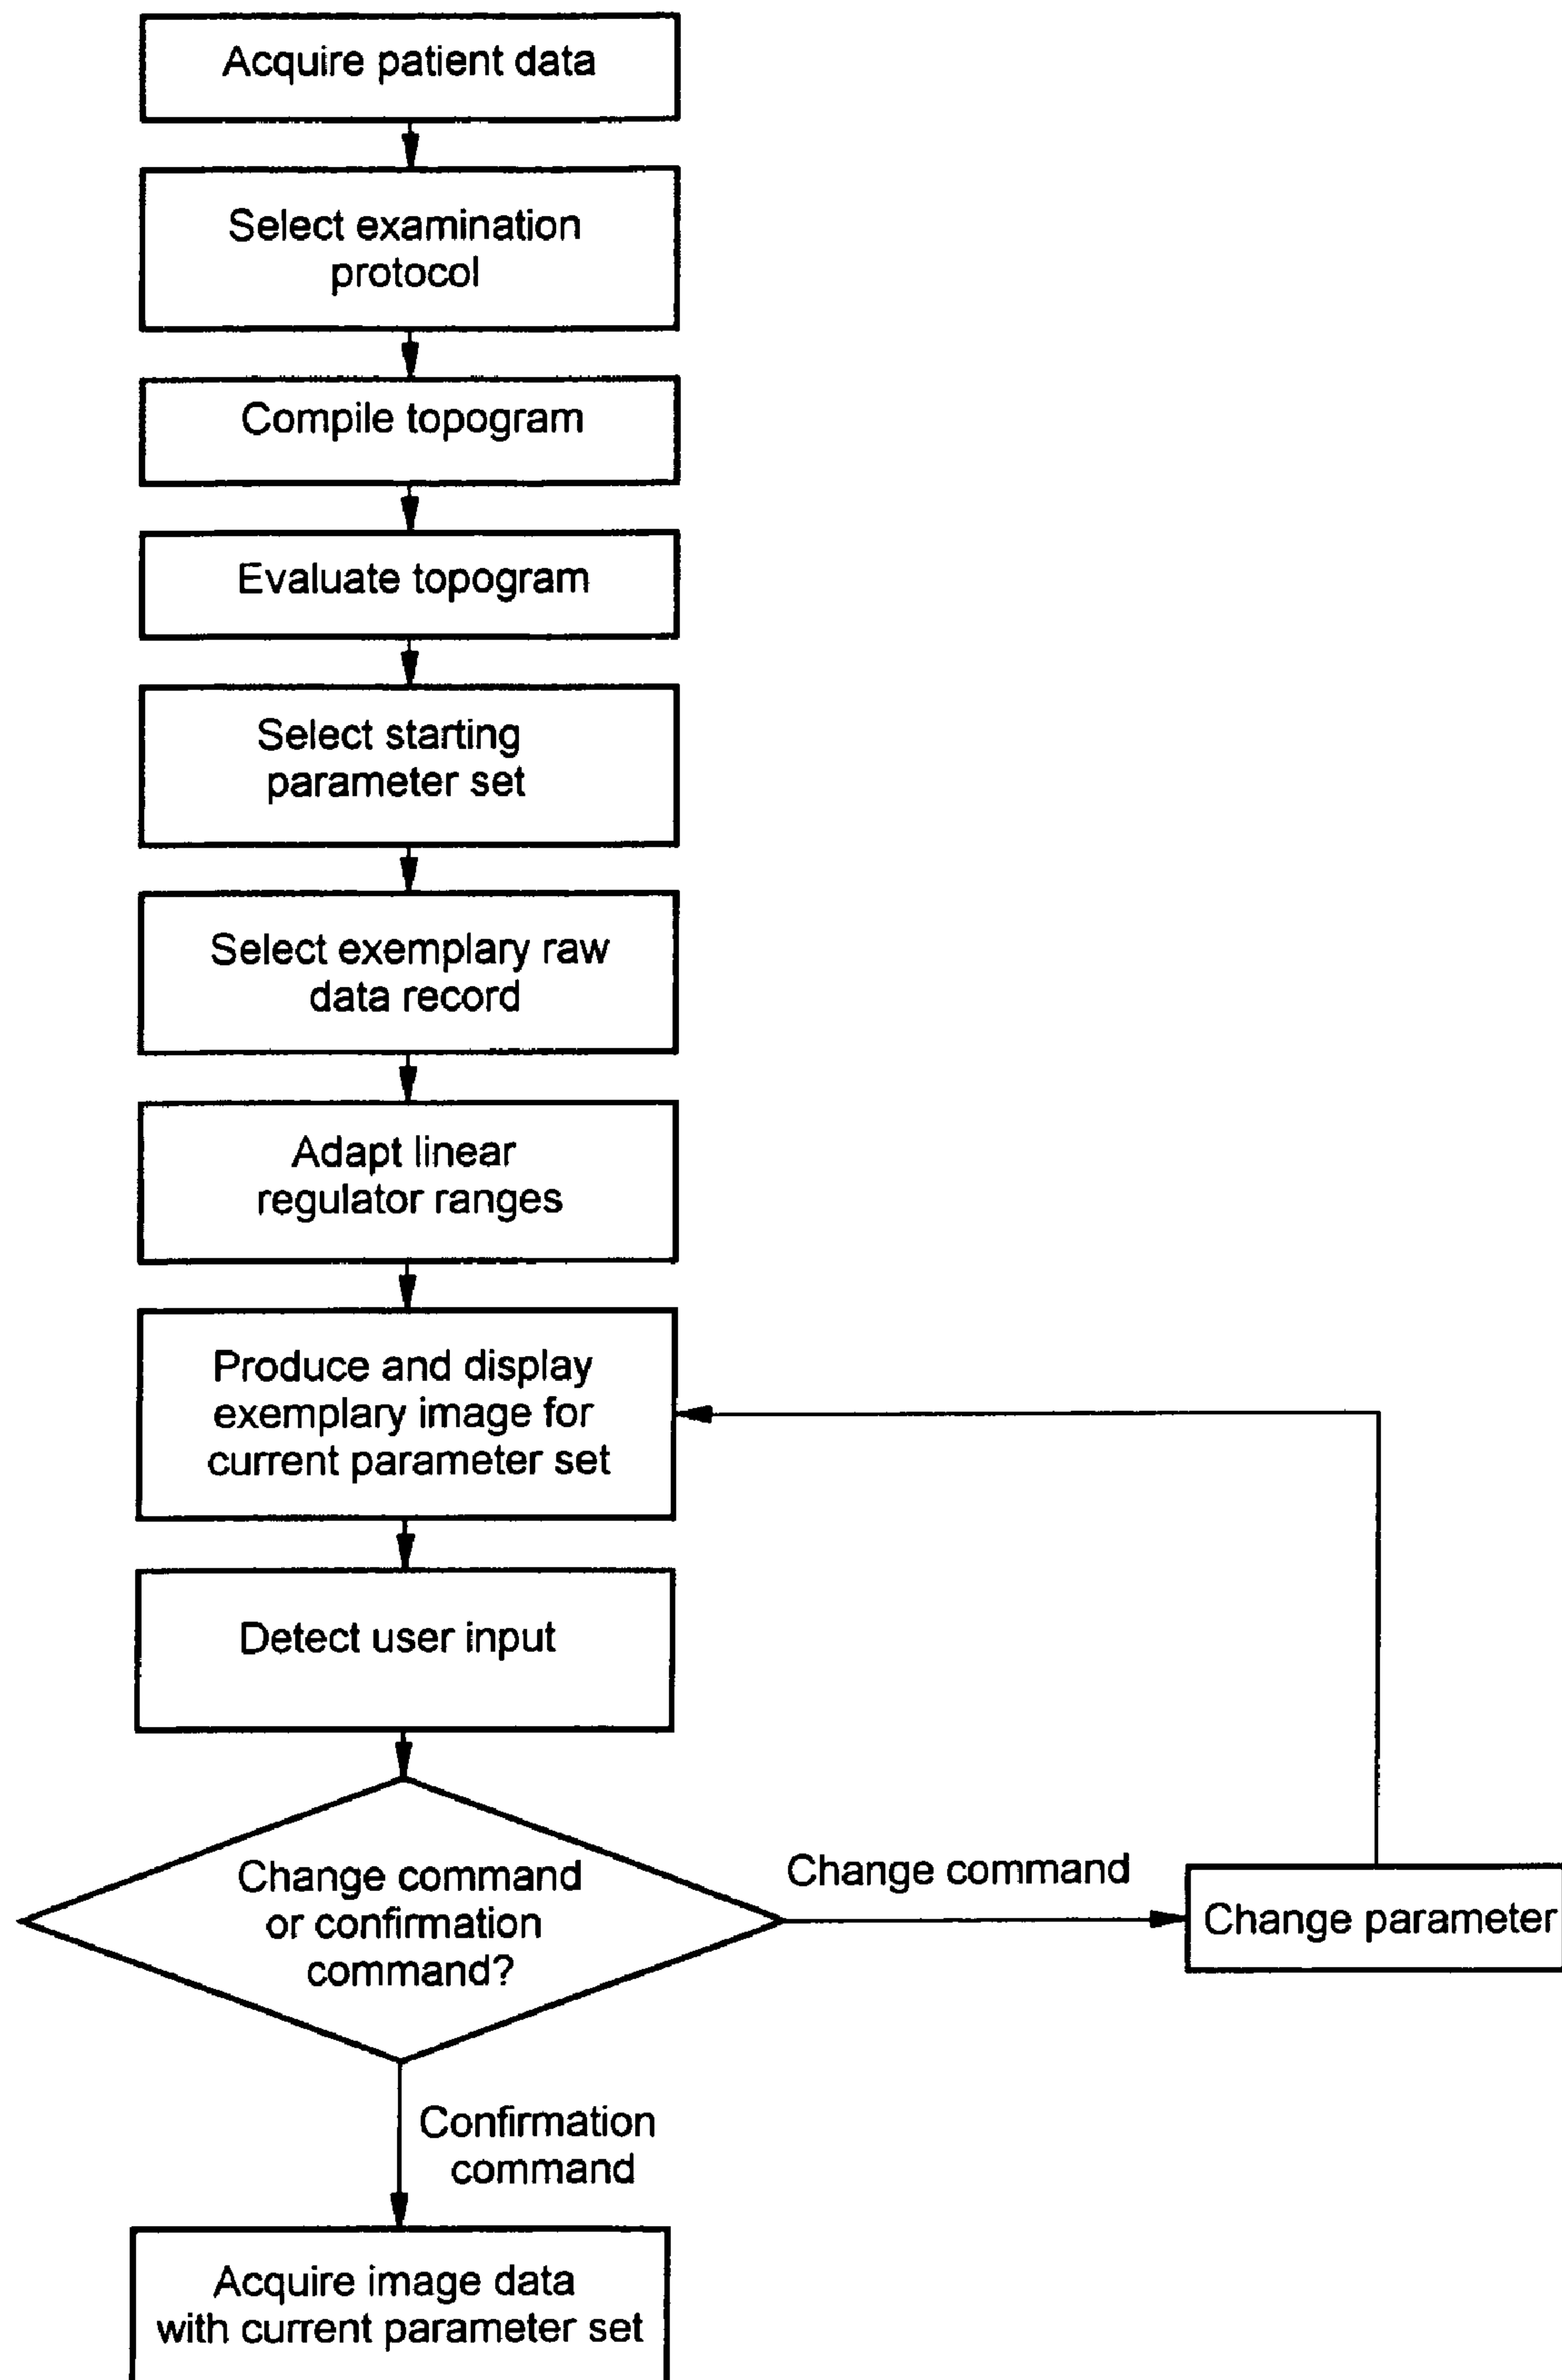 Acquire patient data
Select examination
protocol
Compile topogram
Evaluate topogram
Select starting
parameter set
Select exemplary raw
data record
Adapt linear
regulator ranges
Produce and display
exemplary image for
current parameter set
Detect user input
Change command
or confirmation
command?
Change command
Change parameter
Confirmation
command
Acquire image data
with current parameter set